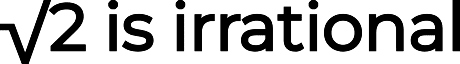 √2 is irrational